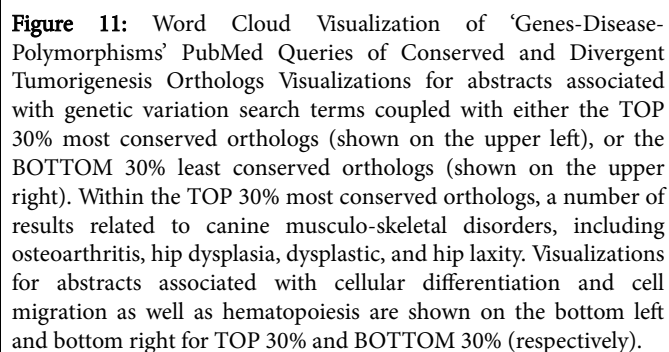 Figure 11: Word Cloud Visualization of ‘Genes-Disease-
Polymorphisms’ PubMed Queries of Conserved and Divergent
Tumorigenesis Orthologs Visualizations for abstracts associated
with genetic variation search terms coupled with either the TOP
30% most conserved orthologs (shown on the upper left), or the
BOTTOM 30% least conserved orthologs (shown on the upper
right). Within the TOP 30% most conserved orthologs, a number of
results related to canine musculo-skeletal disorders, including
osteoarthritis, hip dysplasia, dysplastic, and hip laxity. Visualizations
for abstracts associated with cellular differentiation and cell
migration as well as hematopoiesis are shown on the bottom left
and bottom right for TOP 30% and BOTTOM 30% (respectively).